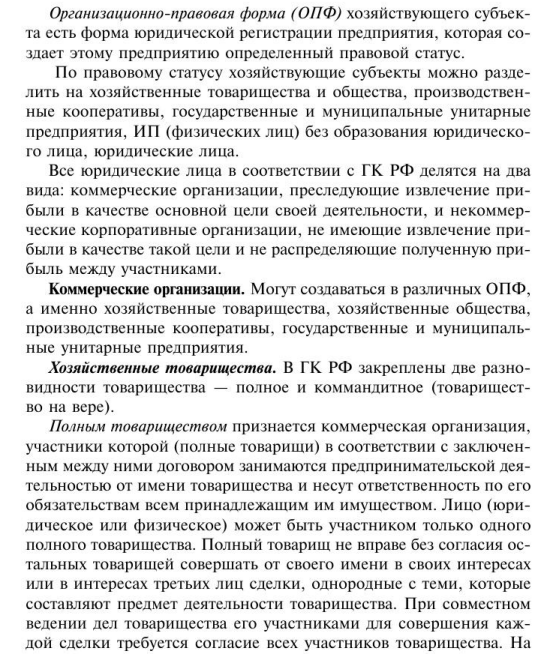 Организационно-правовая форма (ОПФ) хозяйствующего субъек-
та есть форма юридической регистрации предприятия, которая со-
здает этому предприятию определенный правовой статус.
По правовому статусу хозяйствующие субъекты можно разде-
лить на хозяйственные товарищества и общества, производствен-
ные кооперативы, государственные и муниципальные унитарные
предприятия, ИП (физических лиц) без образования юридическо-
го лица, юридические лица.
Все юридические лица в соответствии с ГК РФ делятся на два
вида: коммерческие организации, преследующие извлечение при-
были в качестве основной цели своей деятельности, и некоммер-
ческие корпоративные организации, не имеющие извлечение при-
были в качестве такой цели и не распределяющие полученную при-
быль между участниками.
Коммерческие организации. Могут создаваться в различных ОПФ,
а именно хозяйственные товарищества, хозяйственные общества,
производственные кооперативы, государственные и муниципаль-
ные унитарные предприятия.
Хозяйственные товарищества. В ГК РФ закреплены две разно-
видности товарищества — полное и коммандитное (товарищест-
во на вере).
Полным товариществом признается коммерческая организация,
участники которой (полные товарищи) в соответствии с заключен-
ным между ними договором занимаются предпринимательской дея-
тельностью от имени товарищества и несут ответственность по его
обязательствам всем принадлежащим им имуществом. Лицо (юри-
дическое или физическое) может быть участником только одного
полного товарищества. Полный товарищ не вправе без согласия ос-
тальных товарищей совершать от своего имени в своих интересах
или в интересах третьих лиц сделки, однородные с теми, которые
составляют предмет деятельности товарищества. При совместном
ведении дел товарищества его участниками для совершения каж-
дой сделки требуется согласие всех участников товарищества. На